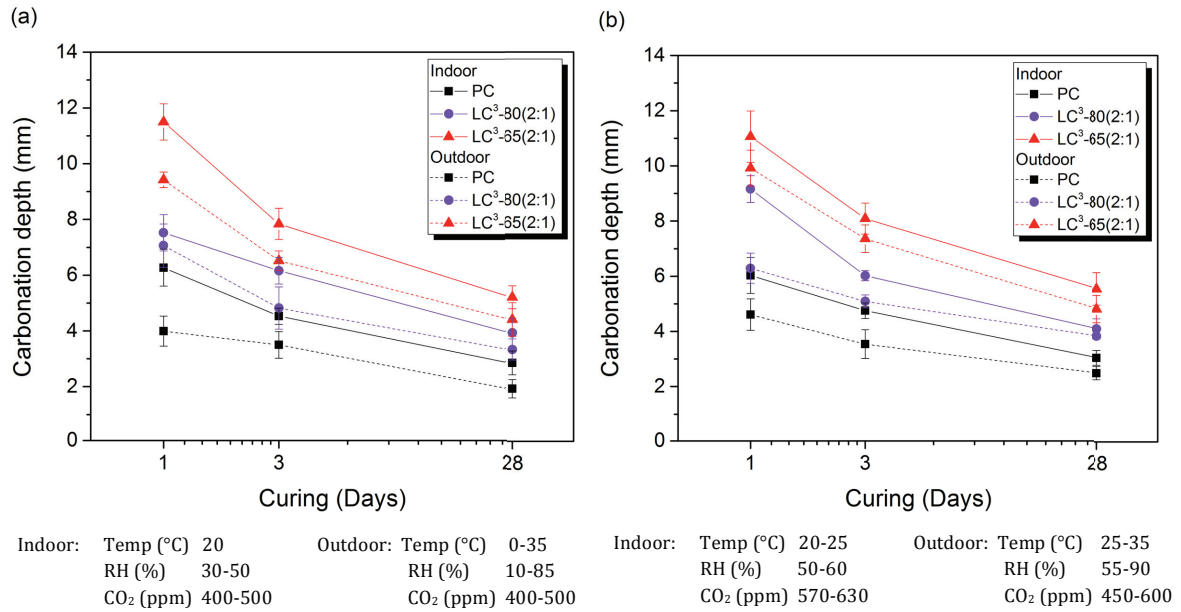 (a)
14
12
10
8
6
4
2
0
Carbonation depth (mm)
Indoor
PC
LC³-80(2:1)
LC³-65(2:1)
Outdoor
PC
LC³-80(2:1)
LC³-65(2:1)
1 3 28
Curing (Days)
Indoor: Temp (°C) 20 Outdoor: Temp (°C) 0-35
RH (%) 30-50 RH (%) 10-85
CO₂ (ppm) 400-500 CO₂ (ppm) 400-500
(b)
14
12
10
8
6
4
2
0
Carbonation depth (mm)
Indoor
PC
LC³-80(2:1)
LC³-65(2:1)
Outdoor
PC
LC³-80(2:1)
LC³-65(2:1)
1 3 28
Curing (Days)
Indoor: Temp (°C) 20-25 Outdoor: Temp (°C) 25-35
RH (%) 50-60 RH (%) 55-90
CO₂ (ppm) 570-630 CO₂ (ppm) 450-600